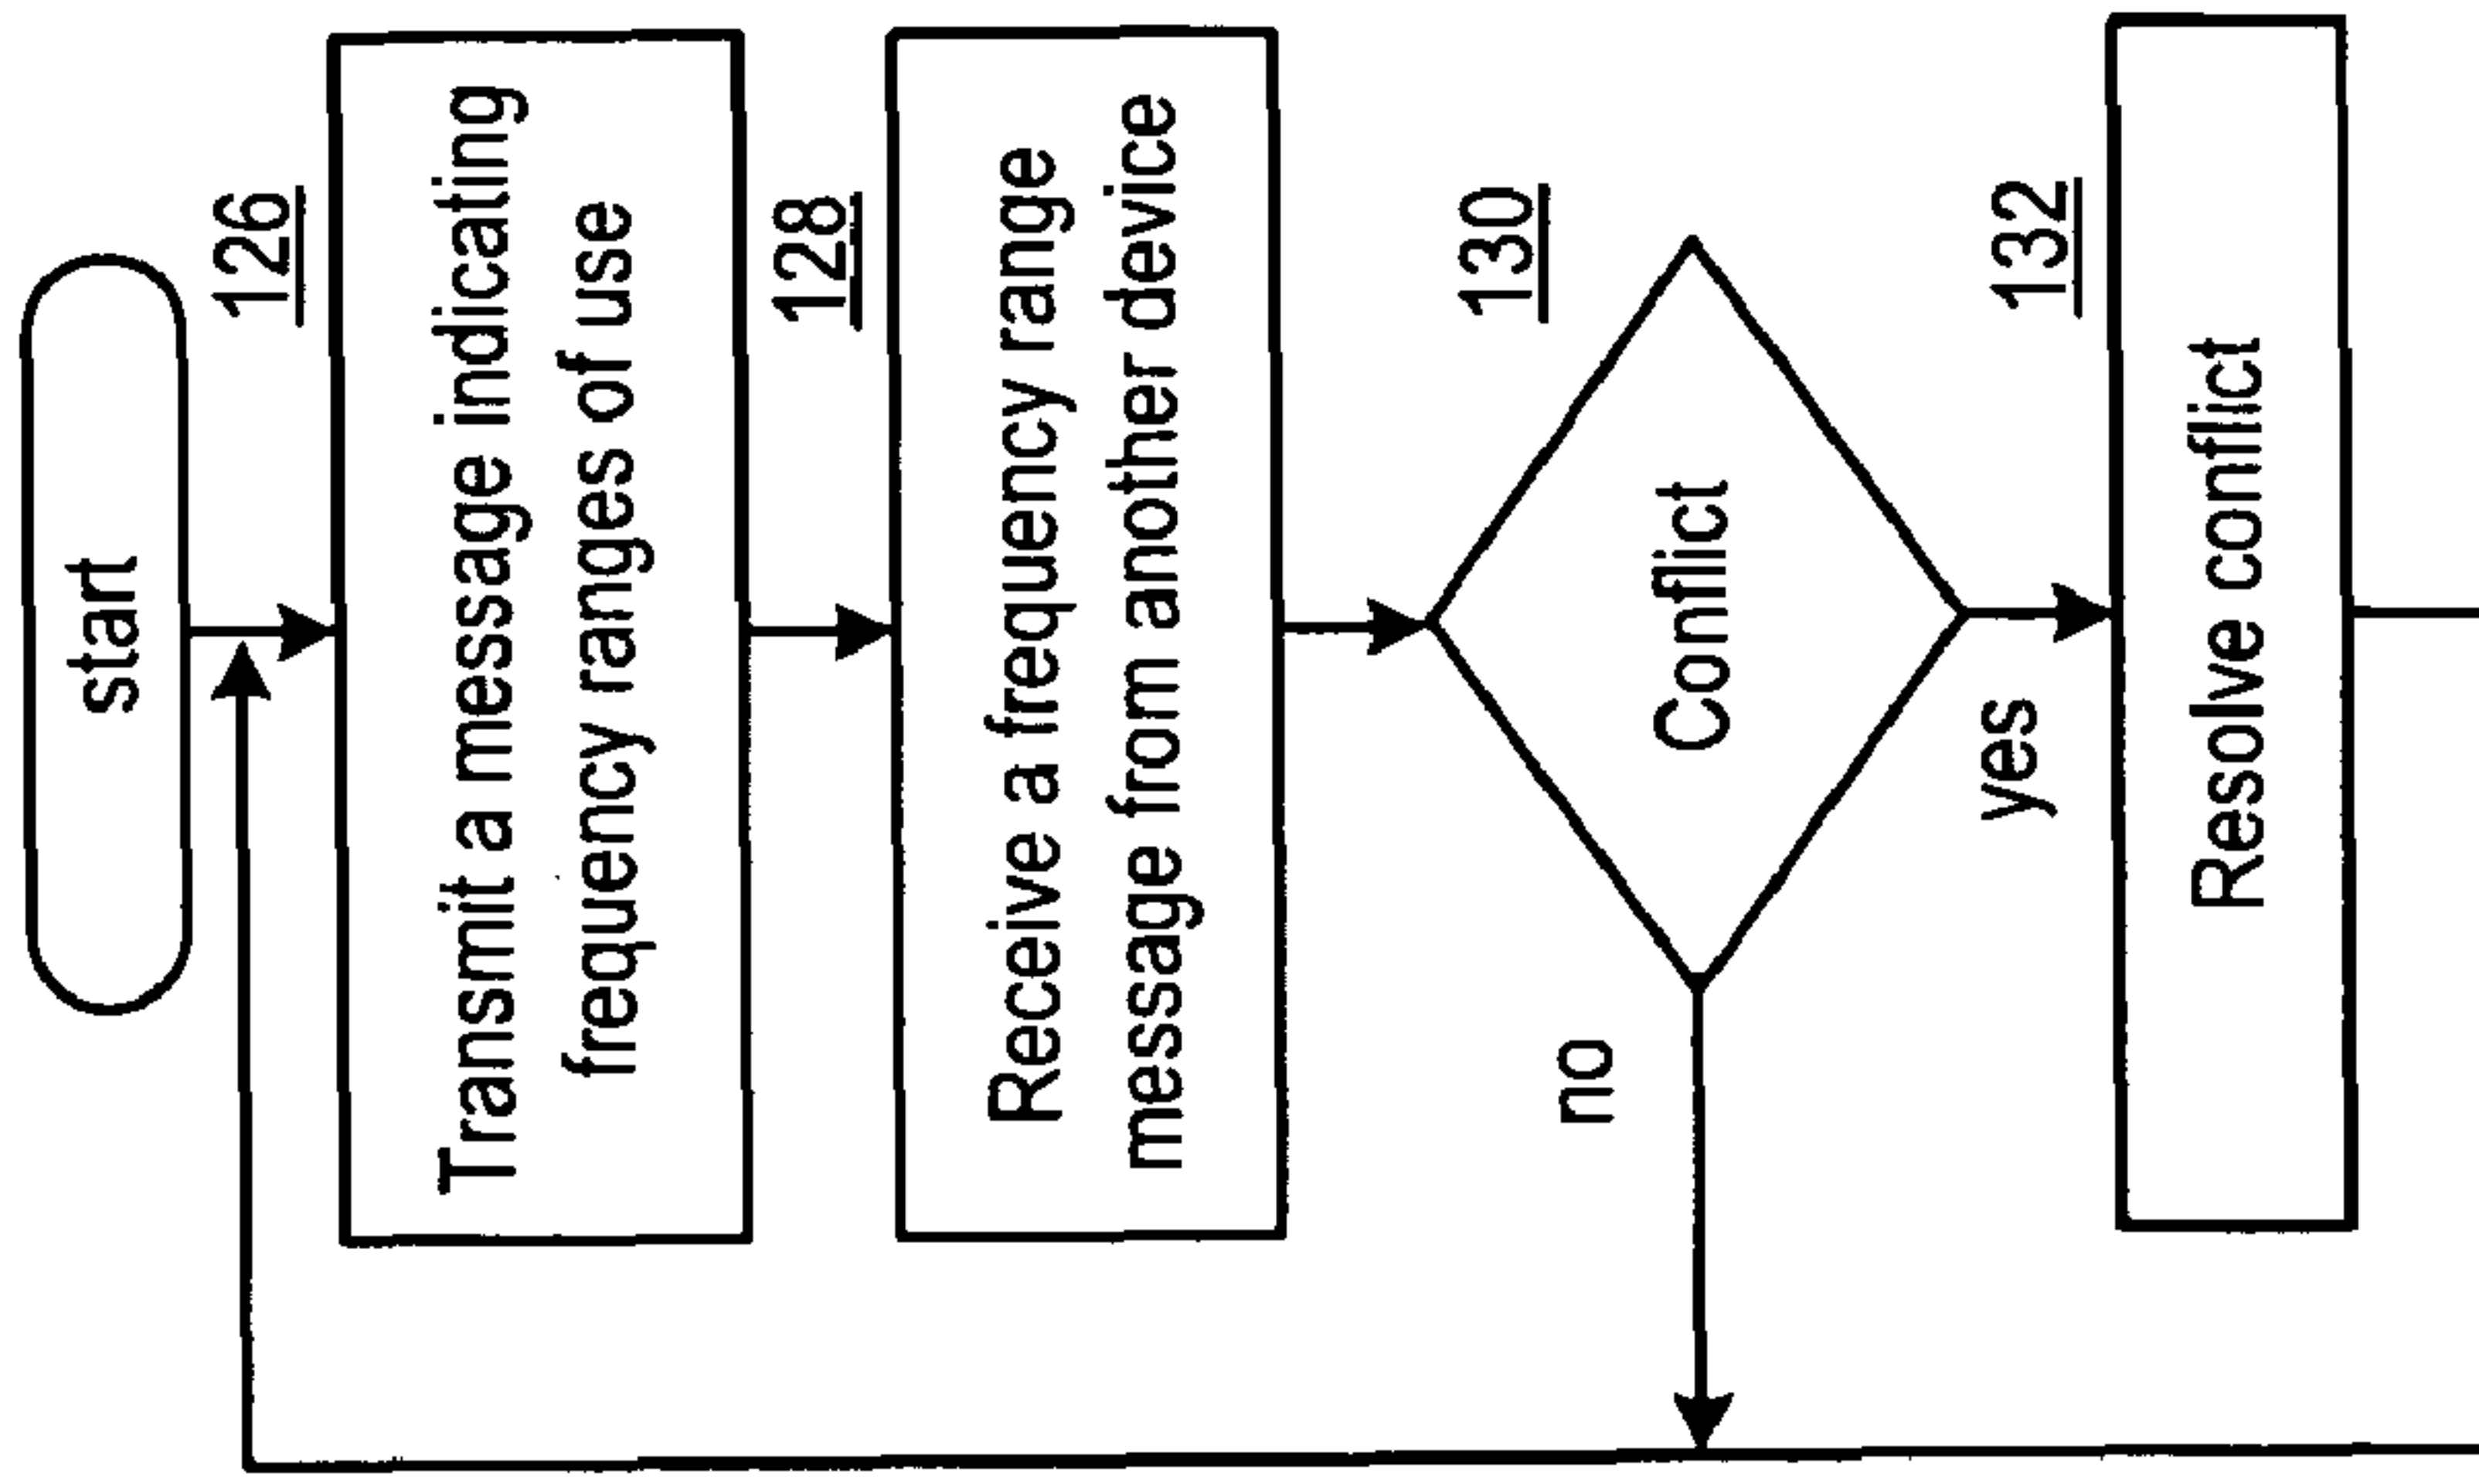 start
126
Transmit a message indicating
frequency ranges of use
128
Receive a frequency range
message from another device
130
Conflict
no
yes
132
Resolve conflict